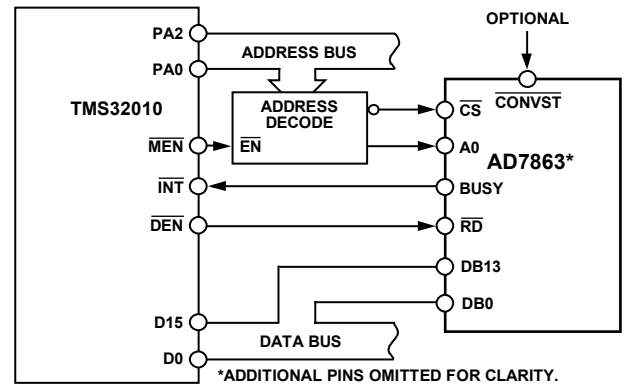 OPTIONAL
PA2
ADDRESS BUS
PA0
TMS32010
ADDRESS
DECODE
CS
CONVST
MEN
EN
A0
AD7863*
INT
BUSY
DEN
RD
DB13
D15
DB0
DATA BUS
D0
*ADDITIONAL PINS OMITTED FOR CLARITY.